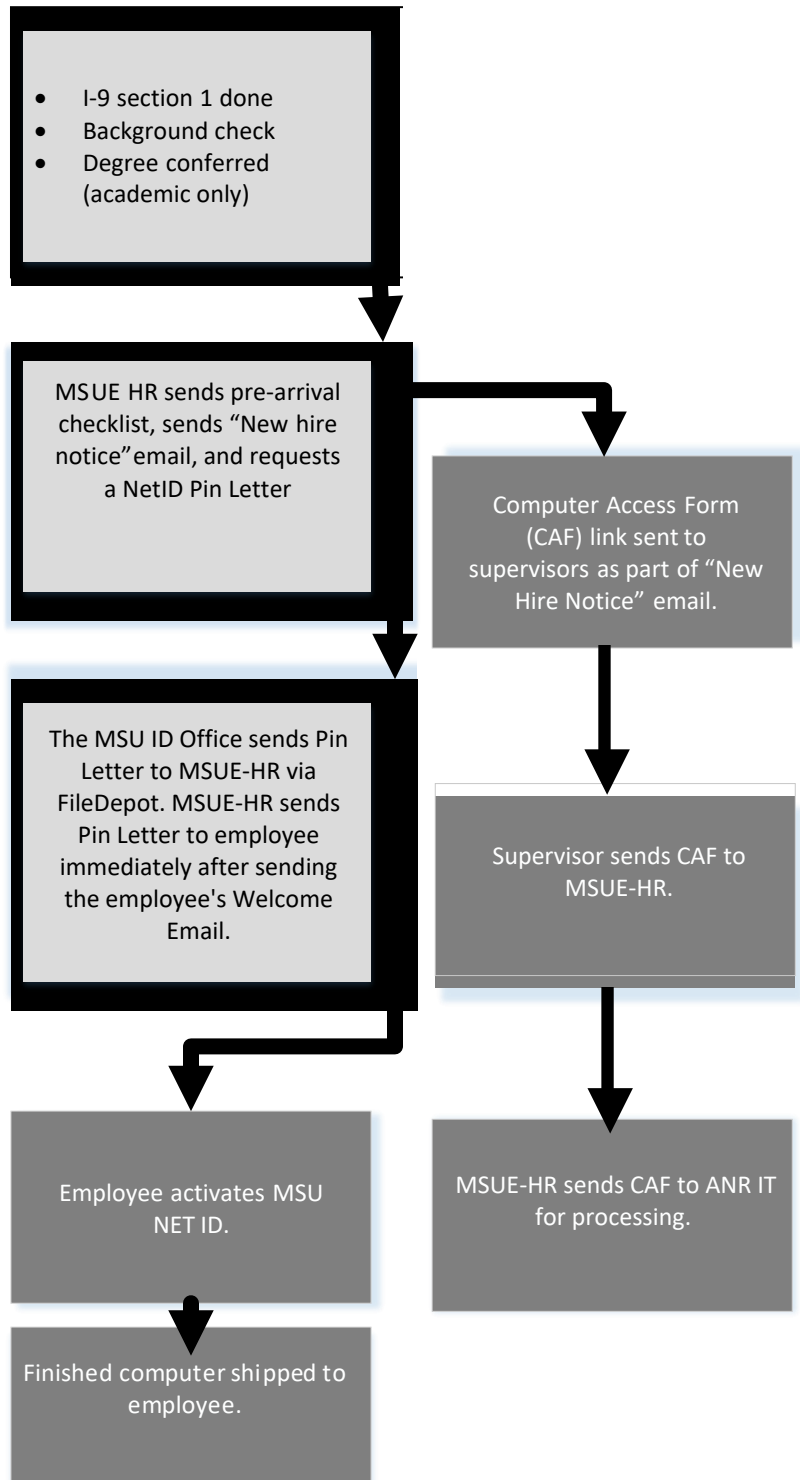 • I-9 section 1 done
• Background check
• Degree conferred
(academic only)
MSUE HR sends pre-arrival
checklist, sends “New hire
notice”email, and requests
a NetID Pin Letter
Computer Access Form
(CAF) link sent to
supervisors as part of “New
Hire Notice” email.
The MSU ID Office sends Pin
Letter to MSUE-HR via
FileDepot. MSUE-HR sends
Pin Letter to employee
immediately after sending
the employee's Welcome
Email.
Supervisor sends CAF to
MSUE-HR.
Employee activates MSU
NET ID.
MSUE-HR sends CAF to ANR IT
for processing.
Finished computer shipped to
employee.